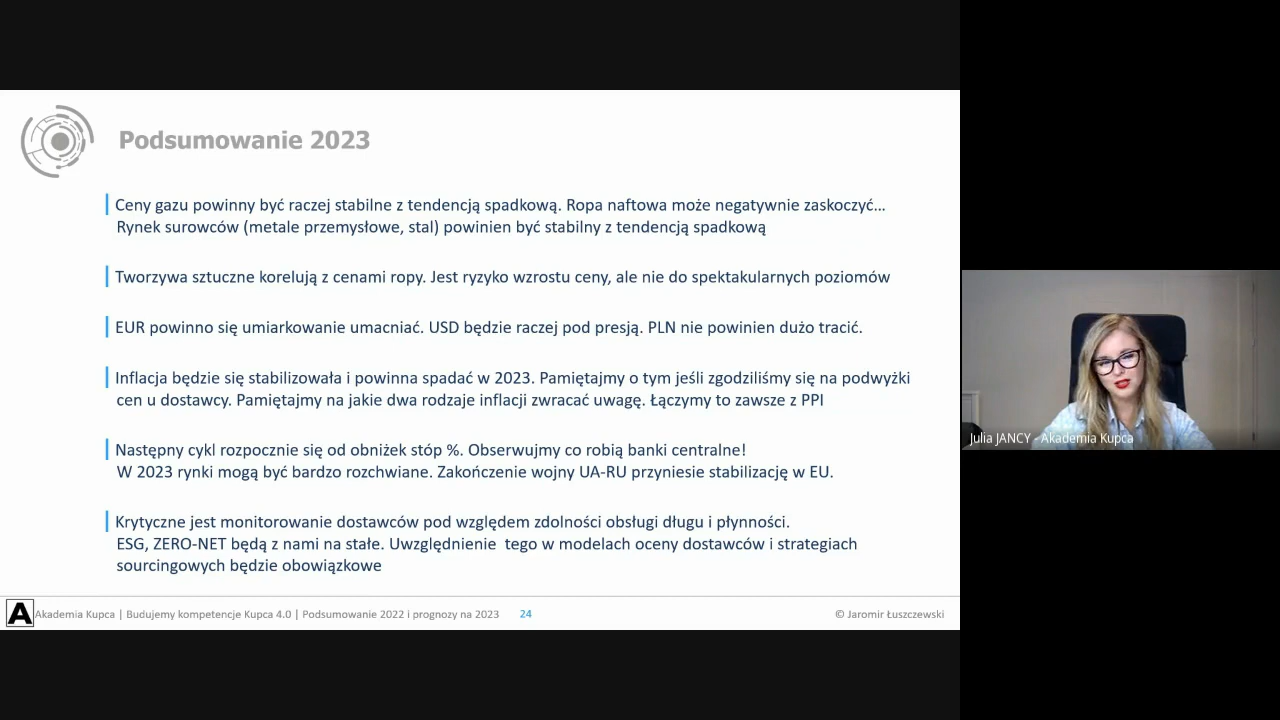 Podsumowanie 2023
Ceny gazu powinny być raczej stabilne z tendencją spadkową. Ropa naftowa może negatywnie zaskoczyć...
Rynek surowców (metale przemysłowe, stal) powinien być stabilny z tendencją spadkową
Tworzywa sztuczne korelują z cenami ropy. Jest ryzyko wzrostu ceny, ale nie do spektakularnych poziomów
EUR powinno się umiarkowanie umacniać. USD będzie raczej pod presją. PLN nie powinien dużo tracić.
Inflacja będzie się stabilizowała i powinna spadać w 2023. Pamiętajmy o tym jeśli zgodziliśmy się na podwyżki
cen u dostawcy. Pamiętajmy na jakie dwa rodzaje inflacji zwracać uwagę. Łączymy to zawsze z PPI
Następny cykl rozpocznie się od obniżek stóp %. Obserwujmy co robią banki centralne!
W 2023 rynki mogą być bardzo rozchwiane. Zakończenie wojny UA-RU przyniesie stabilizację w EU.
Krytyczne jest monitorowanie dostawców pod względem zdolności obsługi długu i płynności.
ESG, ZERO-NET będą z nami na stałe. Uwzględnienie tego w modelach oceny dostawców i strategiach
sourcingowych będzie obowiązkowe
A Akademia Kupca | Budujemy kompetencje Kupca 4.0 | Podsumowanie 2022 i prognozy na 2023 24 © Jaromir Łuszczewski
Julia JANCY - Akademia Kupca